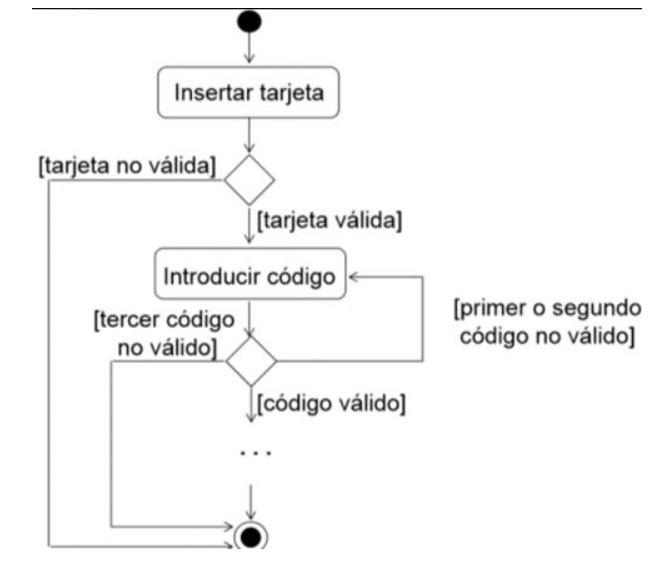 Insertar tarjeta
[tarjeta no válida]
[tarjeta válida]
Introducir código
[tercer código
no válido]
[primer o segundo
código no válido]
[código válido]
...